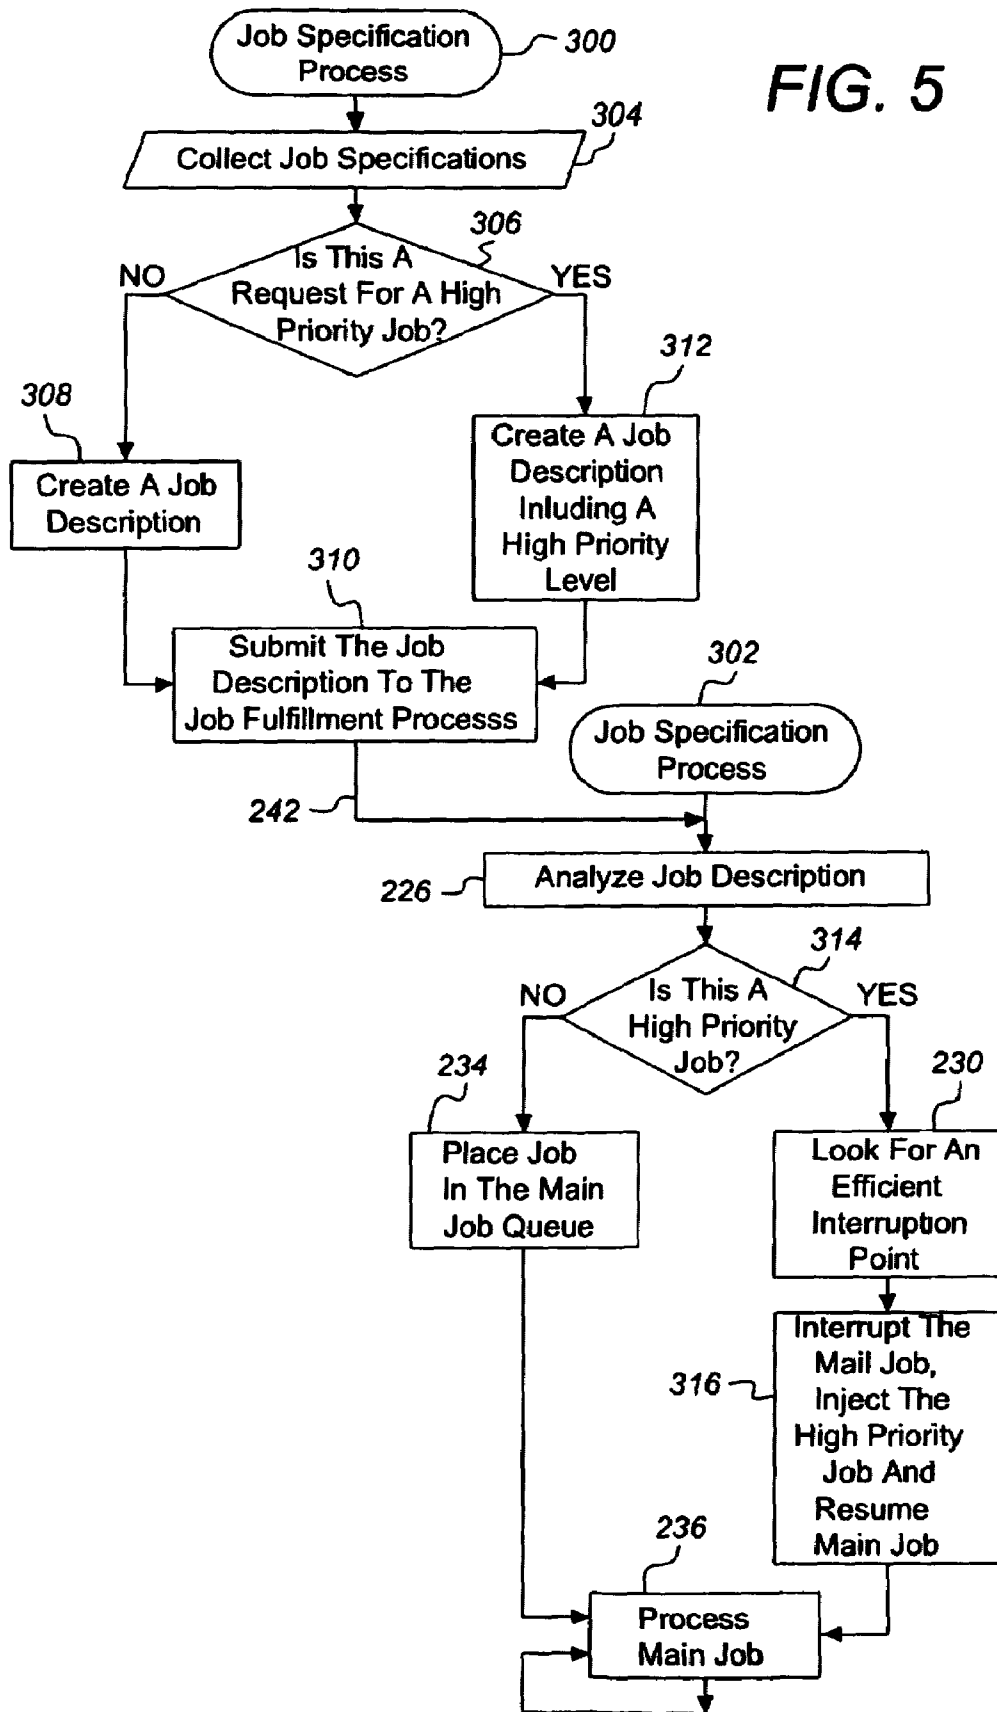 Job Specification
Process
300
FIG. 5
304
Collect Job Specifications
306
Is This A
Request For A High
Priority Job?
NO
YES
308
Create A Job
Description
312
Create A Job
Description
Inluding A
High Priority
Level
310
Submit The Job
Description To The
Job Fulfillment Processs
302
Job Specification
Process
242
226
Analyze Job Description
314
Is This A
High Priority
Job?
NO
YES
234
Place Job
In The Main
Job Queue
230
Look For An
Efficient
Interruption
Point
316
Interrupt The
Mail Job,
Inject The
High Priority
Job And
Resume
Main Job
236
Process
Main Job